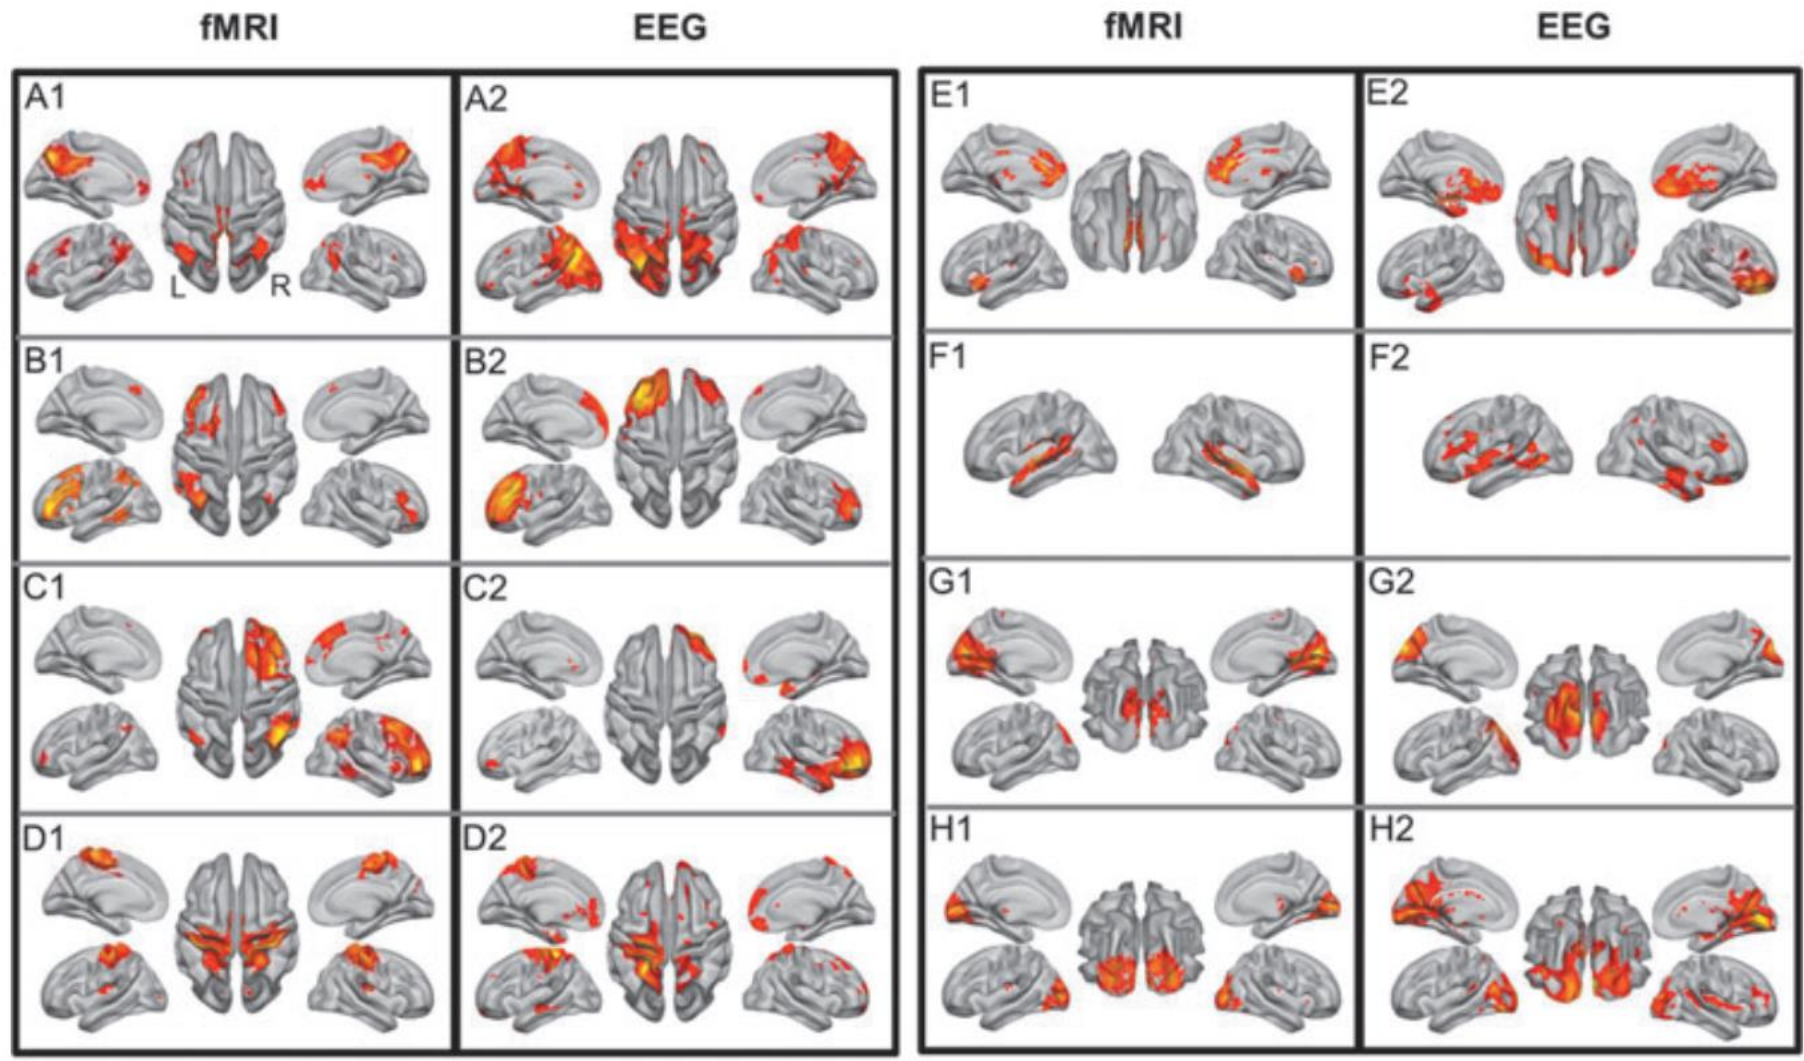 fMRI EEG fMRI EEG
A1 A2 E1 E2
L R
B1 B2 F1 F2
C1 C2 G1 G2
D1 D2 H1 H2